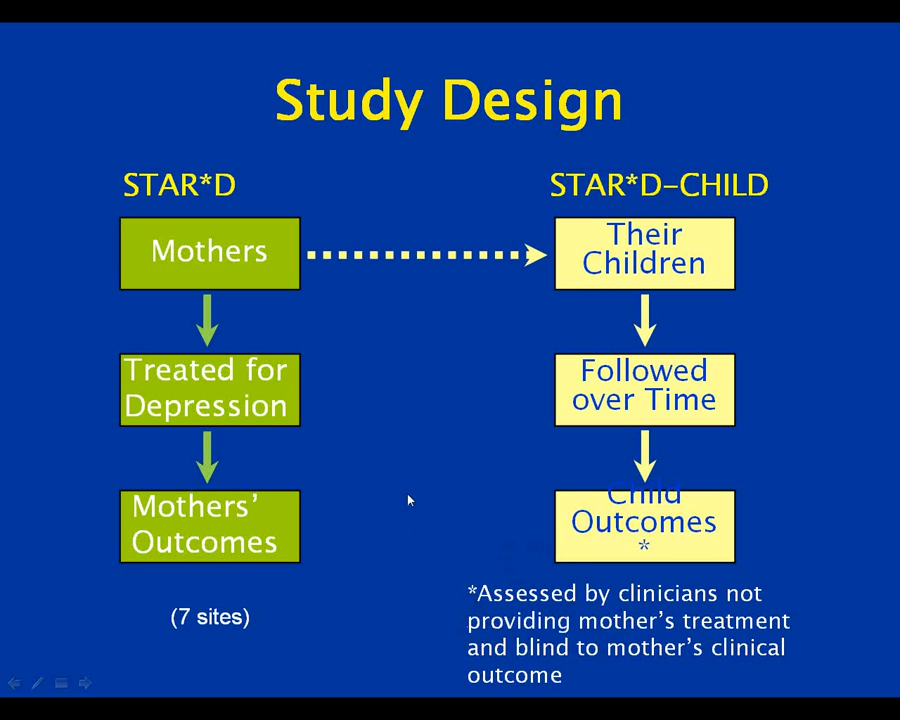 Study Design
STAR*D
STAR*D-CHILD
Mothers
Their
Children
Treated for
Depression
Followed
over Time
Mothers’
Outcomes
Child
Outcomes
*
(7 sites)
*Assessed by clinicians not
providing mother’s treatment
and blind to mother’s clinical
outcome